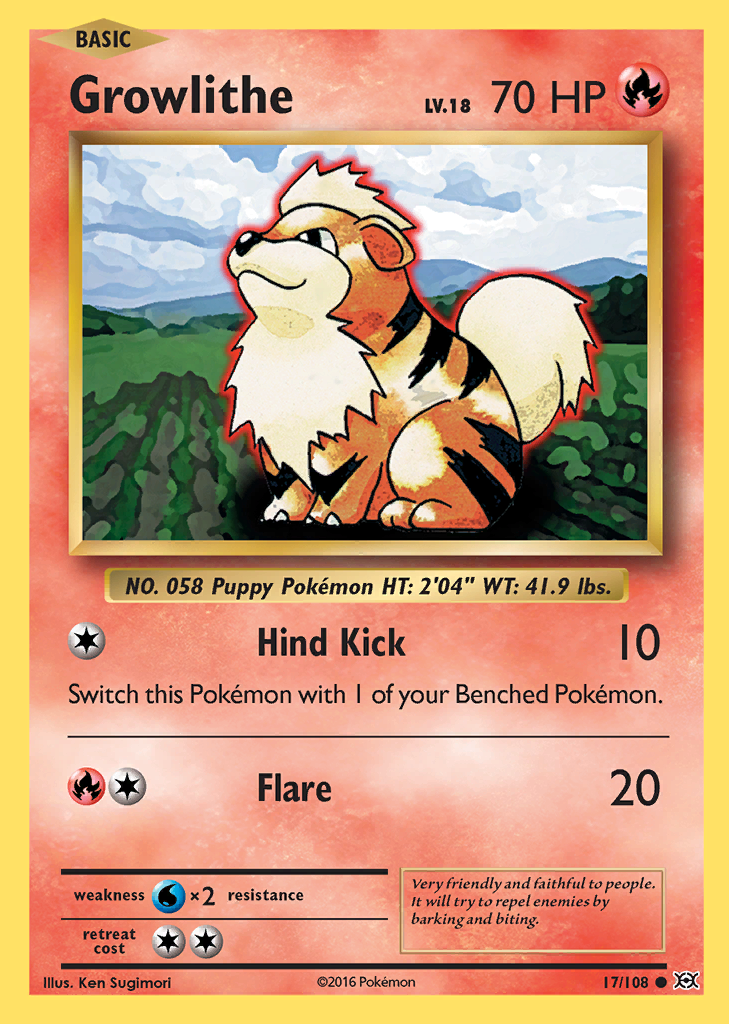 BASIC
Growlithe LV.18 70 HP
NO. 058 Puppy Pokémon HT: 2'04" WT: 41.9 lbs.
Hind Kick 10
Switch this Pokémon with 1 of your Benched Pokémon.
Flare 20
weakness ×2 resistance
retreat
cost
Very friendly and faithful to people.
It will try to repel enemies by
barking and biting.
Illus. Ken Sugimori ©2016 Pokémon 17/108